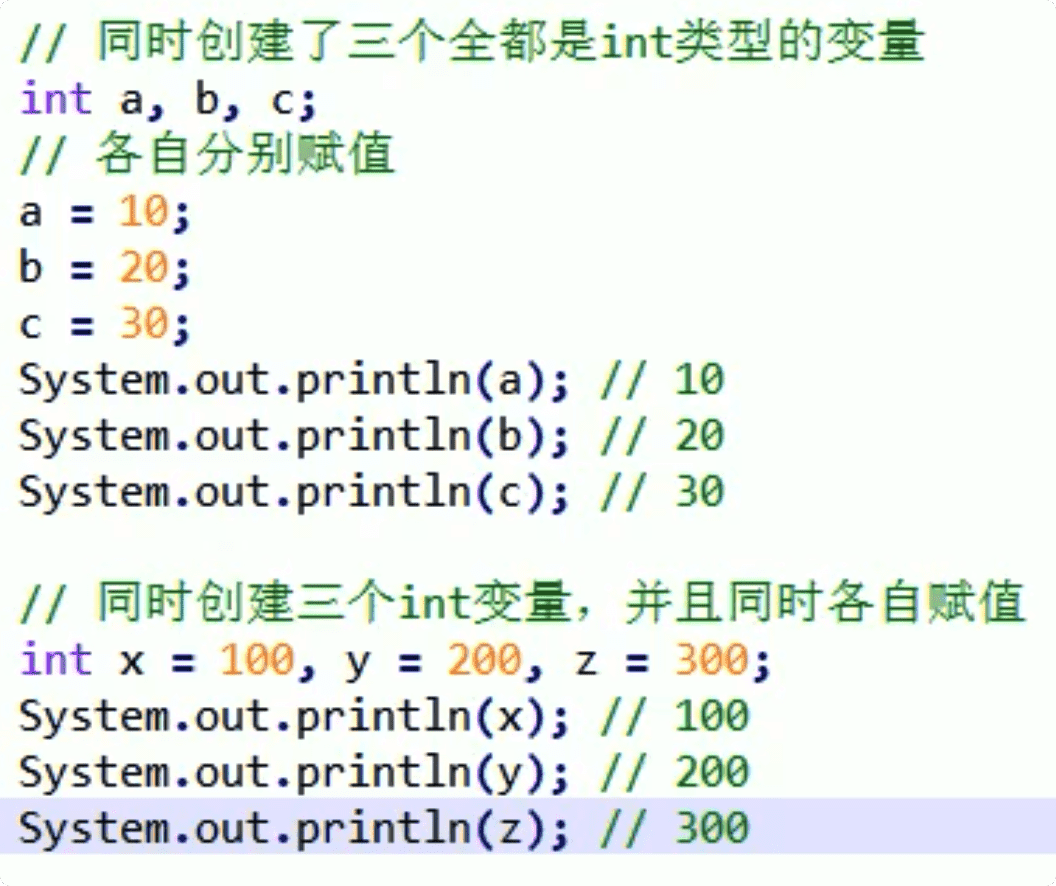 // 同时创建了三个全都是int类型的变量
int a, b, c;
// 各自分别赋值
a = 10;
b = 20;
c = 30;
System.out.println(a); // 10
System.out.println(b); // 20
System.out.println(c); // 30
// 同时创建三个int变量，并且同时各自赋值
int x = 100, y = 200, z = 300;
System.out.println(x); // 100
System.out.println(y); // 200
System.out.println(z); // 300